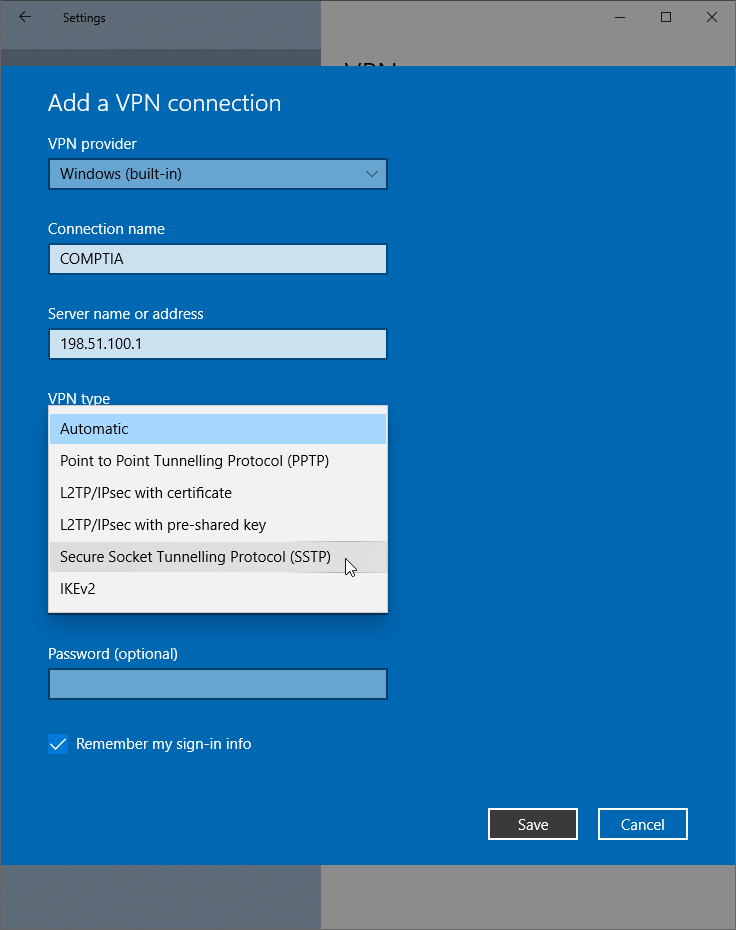 Settings
VPN
Add a VPN connection
VPN provider
Windows (built-in)
Connection name
COMPTIA
Server name or address
198.51.100.1
VPN type
Automatic
Point to Point Tunnelling Protocol (PPTP)
L2TP/IPsec with certificate
L2TP/IPsec with pre-shared key
Secure Socket Tunnelling Protocol (SSTP)
IKEv2
Password (optional)
Remember my sign-in info
Save
Cancel